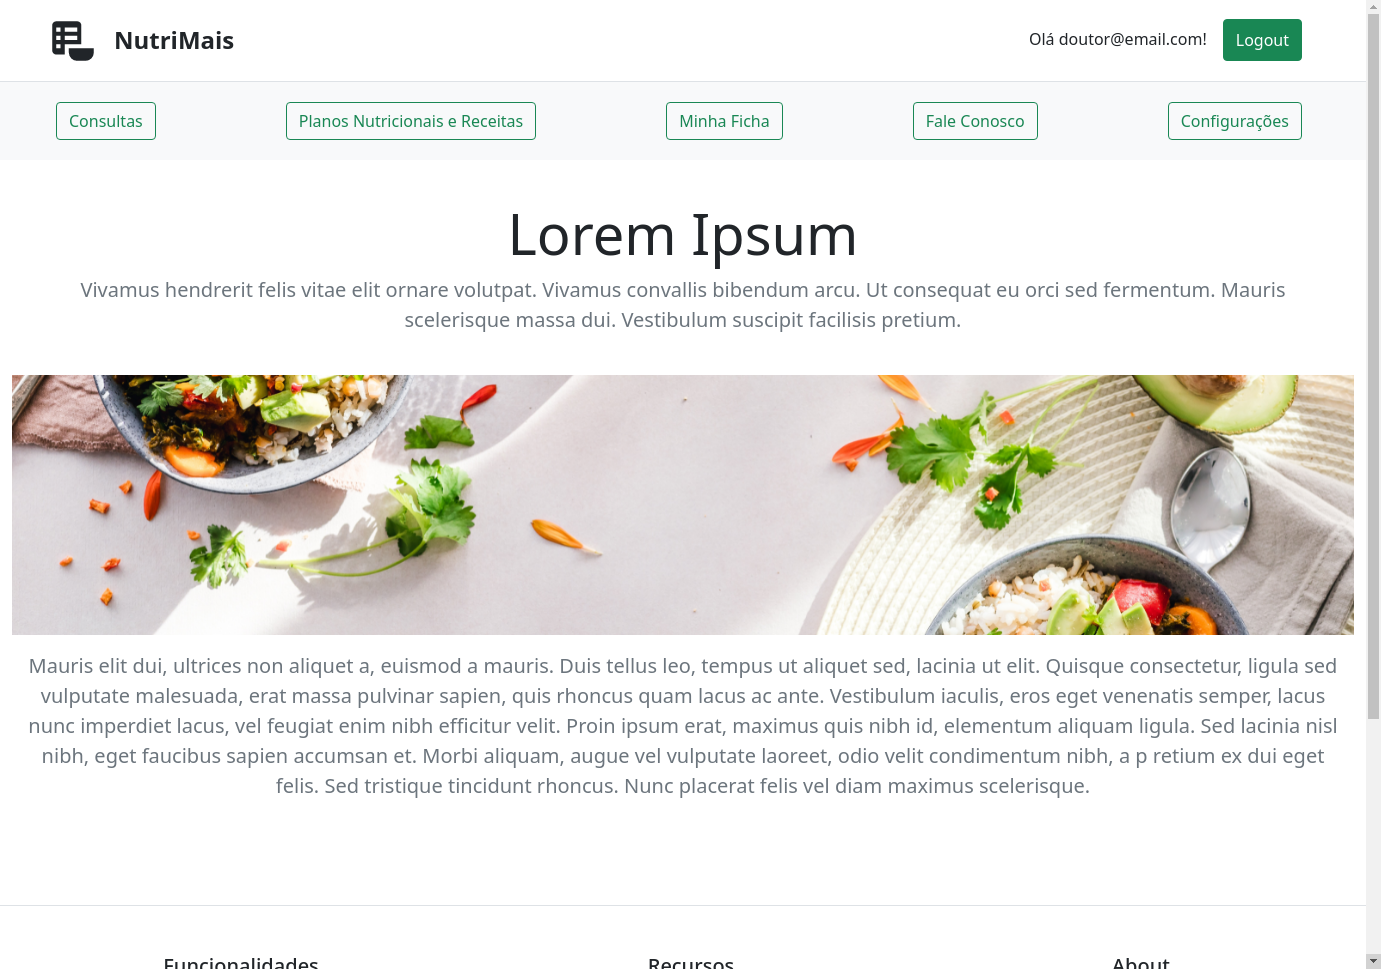 NutriMais
Olá doutor@email.com!
Logout
Consultas
Planos Nutricionais e Receitas
Minha Ficha
Fale Conosco
Configurações
Lorem Ipsum
Vivamus hendrerit felis vitae elit ornare volutpat. Vivamus convallis bibendum arcu. Ut consequat eu orci sed fermentum. Mauris
scelerisque massa dui. Vestibulum suscipit facilisis pretium.
Mauris elit dui, ultrices non aliquet a, euismod a mauris. Duis tellus leo, tempus ut aliquet sed, lacinia ut elit. Quisque consectetur, ligula sed
vulputate malesuada, erat massa pulvinar sapien, quis rhoncus quam lacus ac ante. Vestibulum iaculis, eros eget venenatis semper, lacus
nunc imperdiet lacus, vel feugiat enim nibh efficitur velit. Proin ipsum erat, maximus quis nibh id, elementum aliquam ligula. Sed lacinia nisl
nibh, eget faucibus sapien accumsan et. Morbi aliquam, augue vel vulputate laoreet, odio velit condimentum nibh, a p retium ex dui eget
felis. Sed tristique tincidunt rhoncus. Nunc placerat felis vel diam maximus scelerisque.
Funcionalidades
Recursos
About